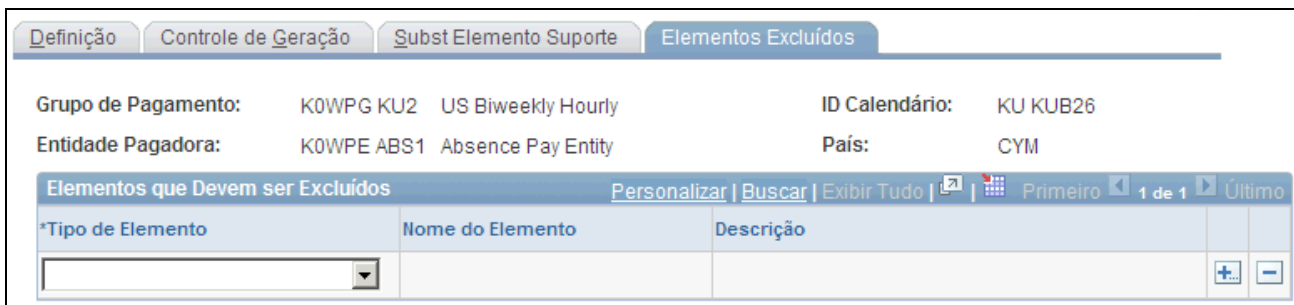 Definição Controle de Geração Subst Elemento Suporte Elementos Excluídos
Grupo de Pagamento: K0WPG KU2 US Biweekly Hourly ID Calendário: KU KUB26
Entidade Pagadora: K0WPE ABS1 Absence Pay Entity País: CYM
Elementos que Devem ser Excluídos Personalizar | Buscar | Exibir Tudo | | Primeiro 1 de 1 Último
*Tipo de Elemento Nome do Elemento Descrição